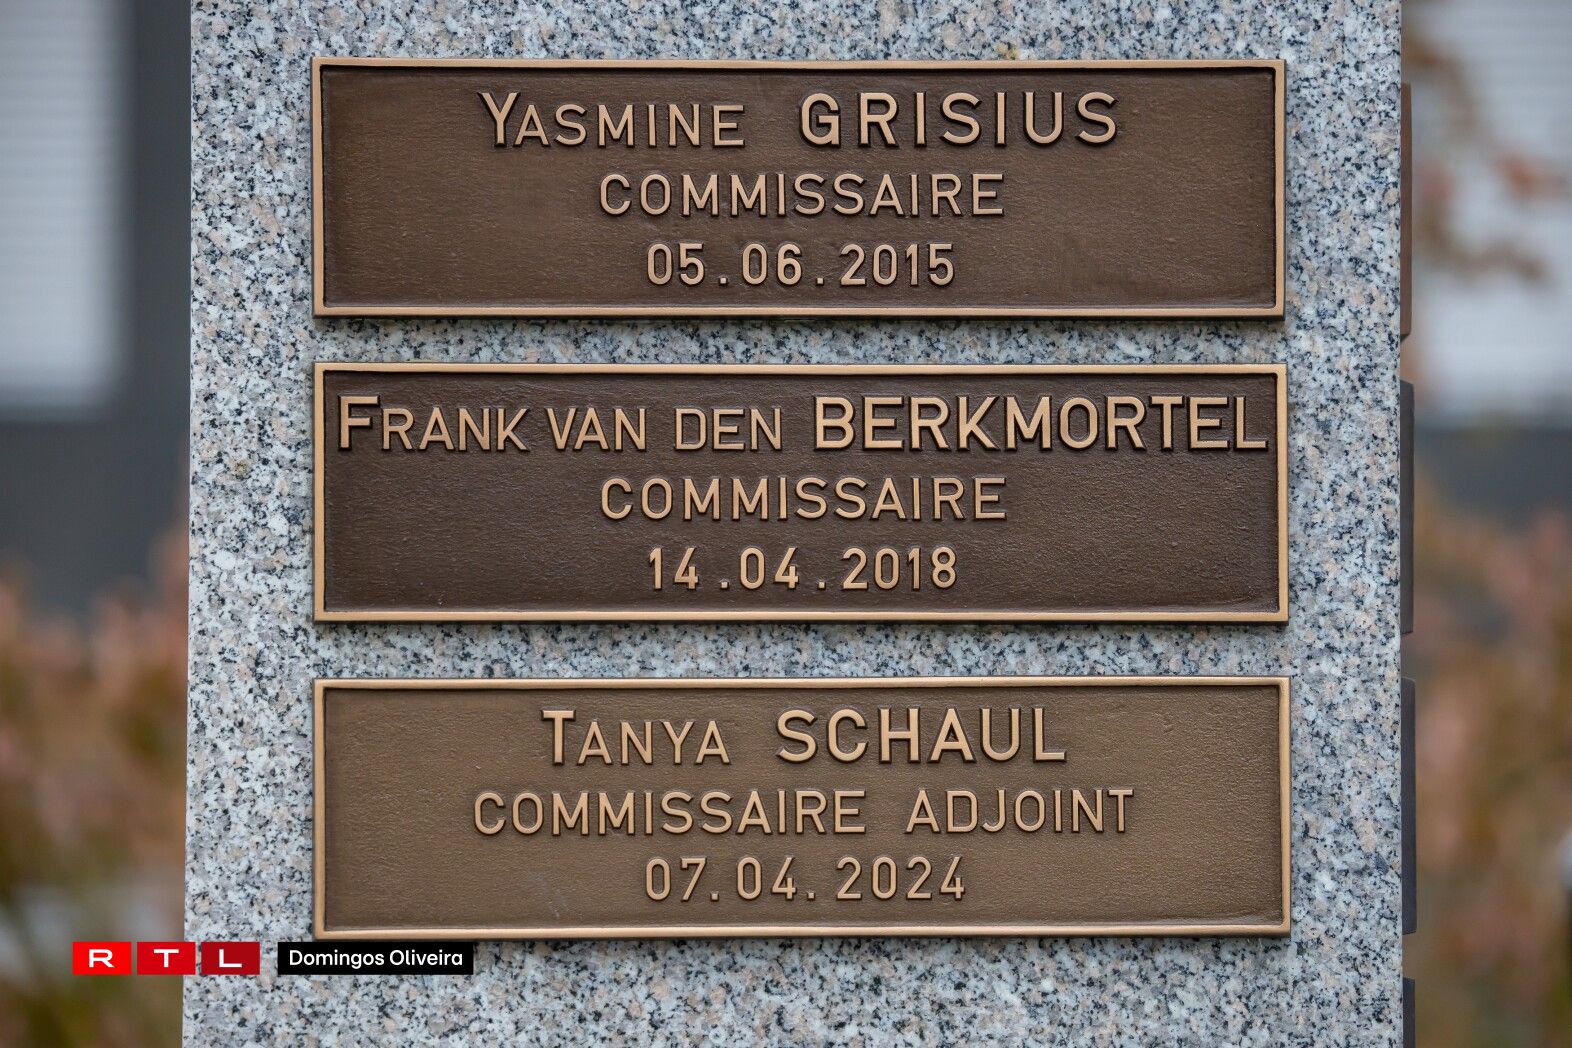 YASMINE GRISIUS
COMMISSAIRE
05.06.2015
FRANK VAN DEN BERKMORTEL
COMMISSAIRE
14.04.2018
TANYA SCHAUL
COMMISSAIRE ADJOINT
07.04.2024
RTL Domingos Oliveira